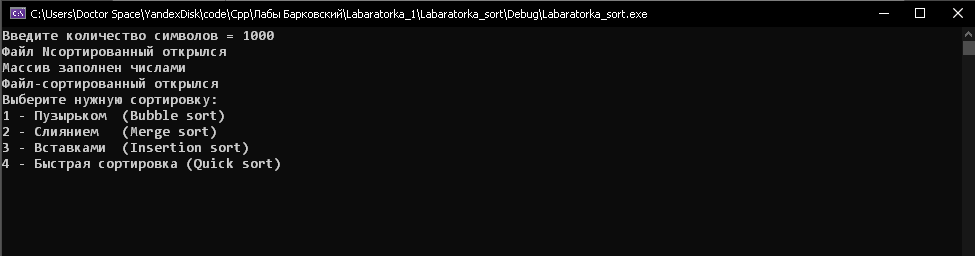 C:\Users\Doctor Space\YandexDisk\code\Cpp\Лабы Барковский\Labaratorka_1\Labaratorka_sort\Debug\Labaratorka_sort.exe
Введите количество символов = 1000
Файл Nсортированный открылся
Массив заполнен числами
Файл-сортированный открылся
Выберите нужную сортировку:
1 - Пузырьком  (Bubble sort)
2 - Слиянием   (Merge sort)
3 - Вставками  (Insertion sort)
4 - Быстрая сортировка (Quick sort)